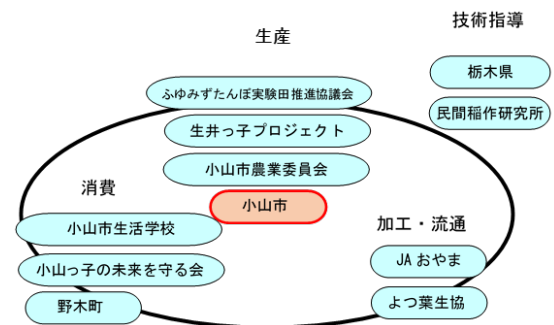 技術指導
栃木県
民間稲作研究所
生産
ふゆみずたんぼ実験田推進協議会
生井っ子プロジェクト
小山市農業委員会
小山市
消費
小山市生活学校
小山っ子の未来を守る会
野木町
加工・流通
JAおやま
よつ葉生協